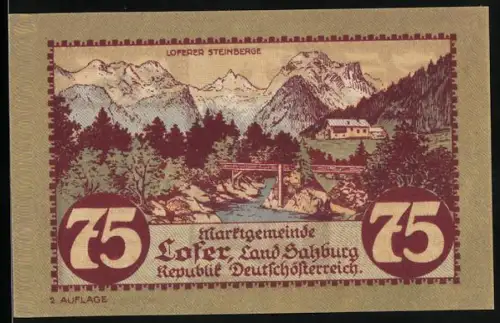 LOFERER STEINBERGE
75
75
Marktgemeinde
Lofer, Land Salzburg
Republik Deutschösterreich.
2. AUFLAGE